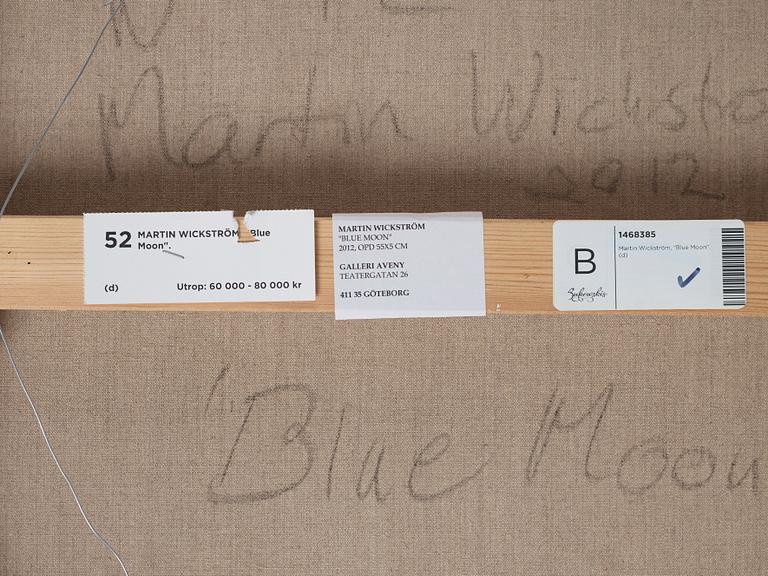 Martin Wickströ
2012
52 MARTIN WICKSTRÖM "Blue
Moon".
(d) Utrop: 60 000 - 80 000 kr
MARTIN WICKSTRÖM
"BLUE MOON"
2012, OPD 55X5 CM
GALLERI AVENY
TEATERGATAN 26
411 35 GÖTEBORG
B
Bukowskis
1468385
Martin Wickström, "Blue Moon".
(d)
"Blue Moon